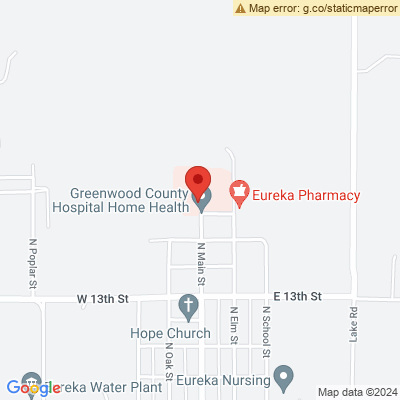 Map error: g.co/staticmaperror
Greenwood County
Hospital Home Health
Eureka Pharmacy
N Poplar St
N Main St
W 13th St
E 13th St
Hope Church
N Oak St
N Elm St
N School St
Lake Rd
Eureka Water Plant
Eureka Nursing
Google
Map data ©2024